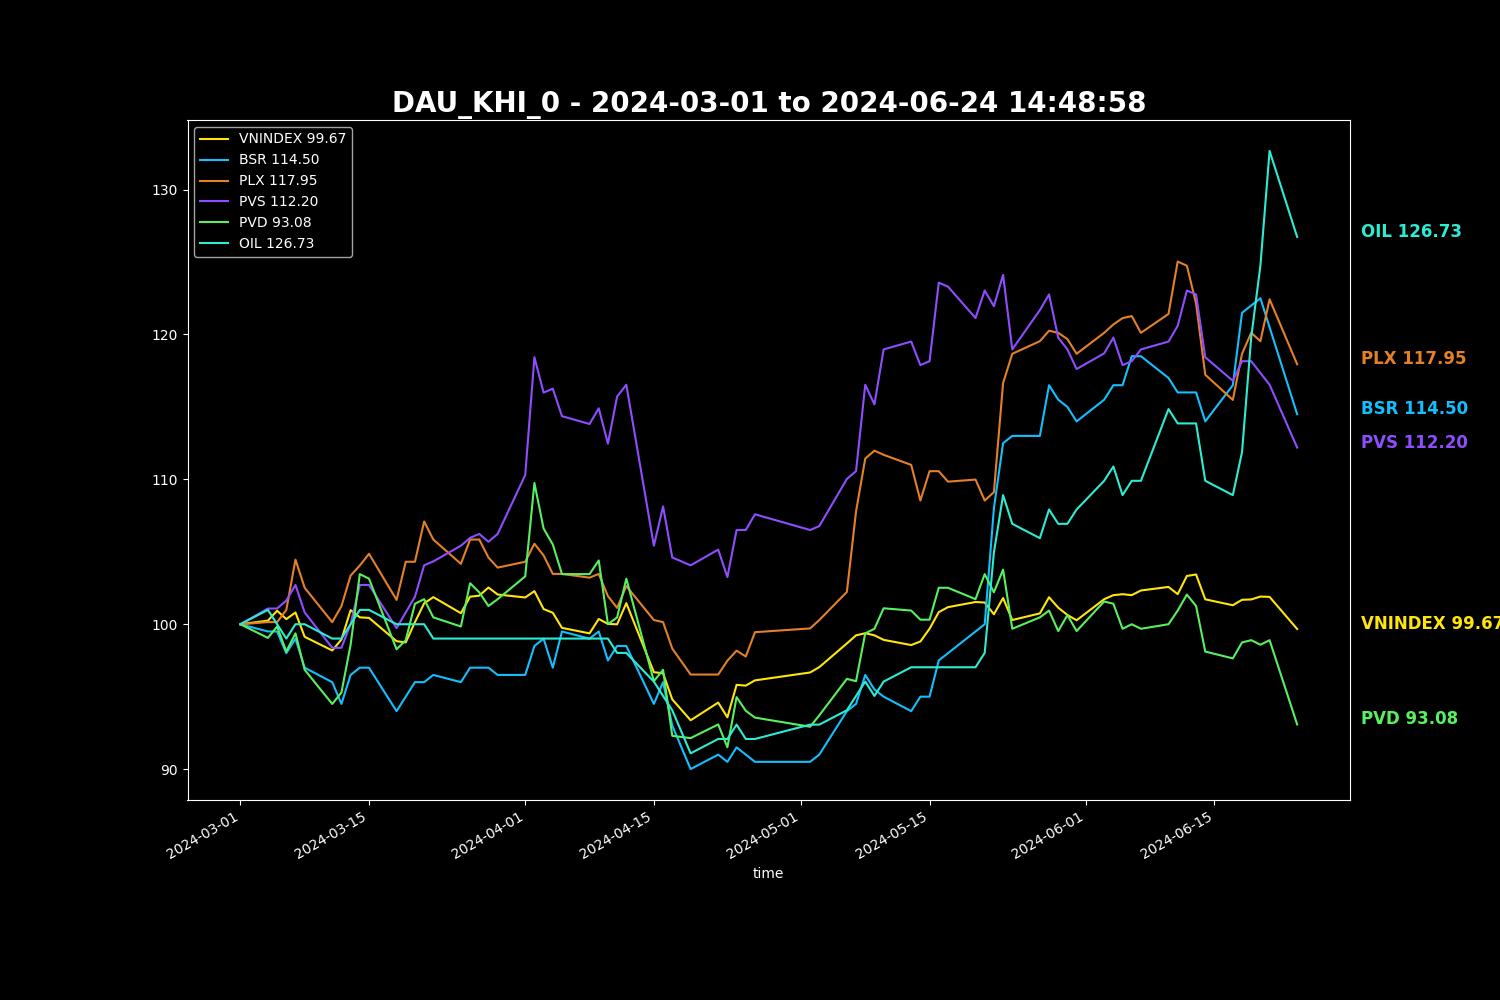 DAU_KHI_0 - 2024-03-01 to 2024-06-24 14:48:58
VNINDEX 99.67
BSR 114.50
PLX 117.95
PVS 112.20
PVD 93.08
OIL 126.73
130
120
110
100
90
OIL 126.73
PLX 117.95
BSR 114.50
PVS 112.20
VNINDEX 99.67
PVD 93.08
2024-03-01
2024-03-15
2024-04-01
2024-04-15
2024-05-01
2024-05-15
2024-06-01
2024-06-15
time